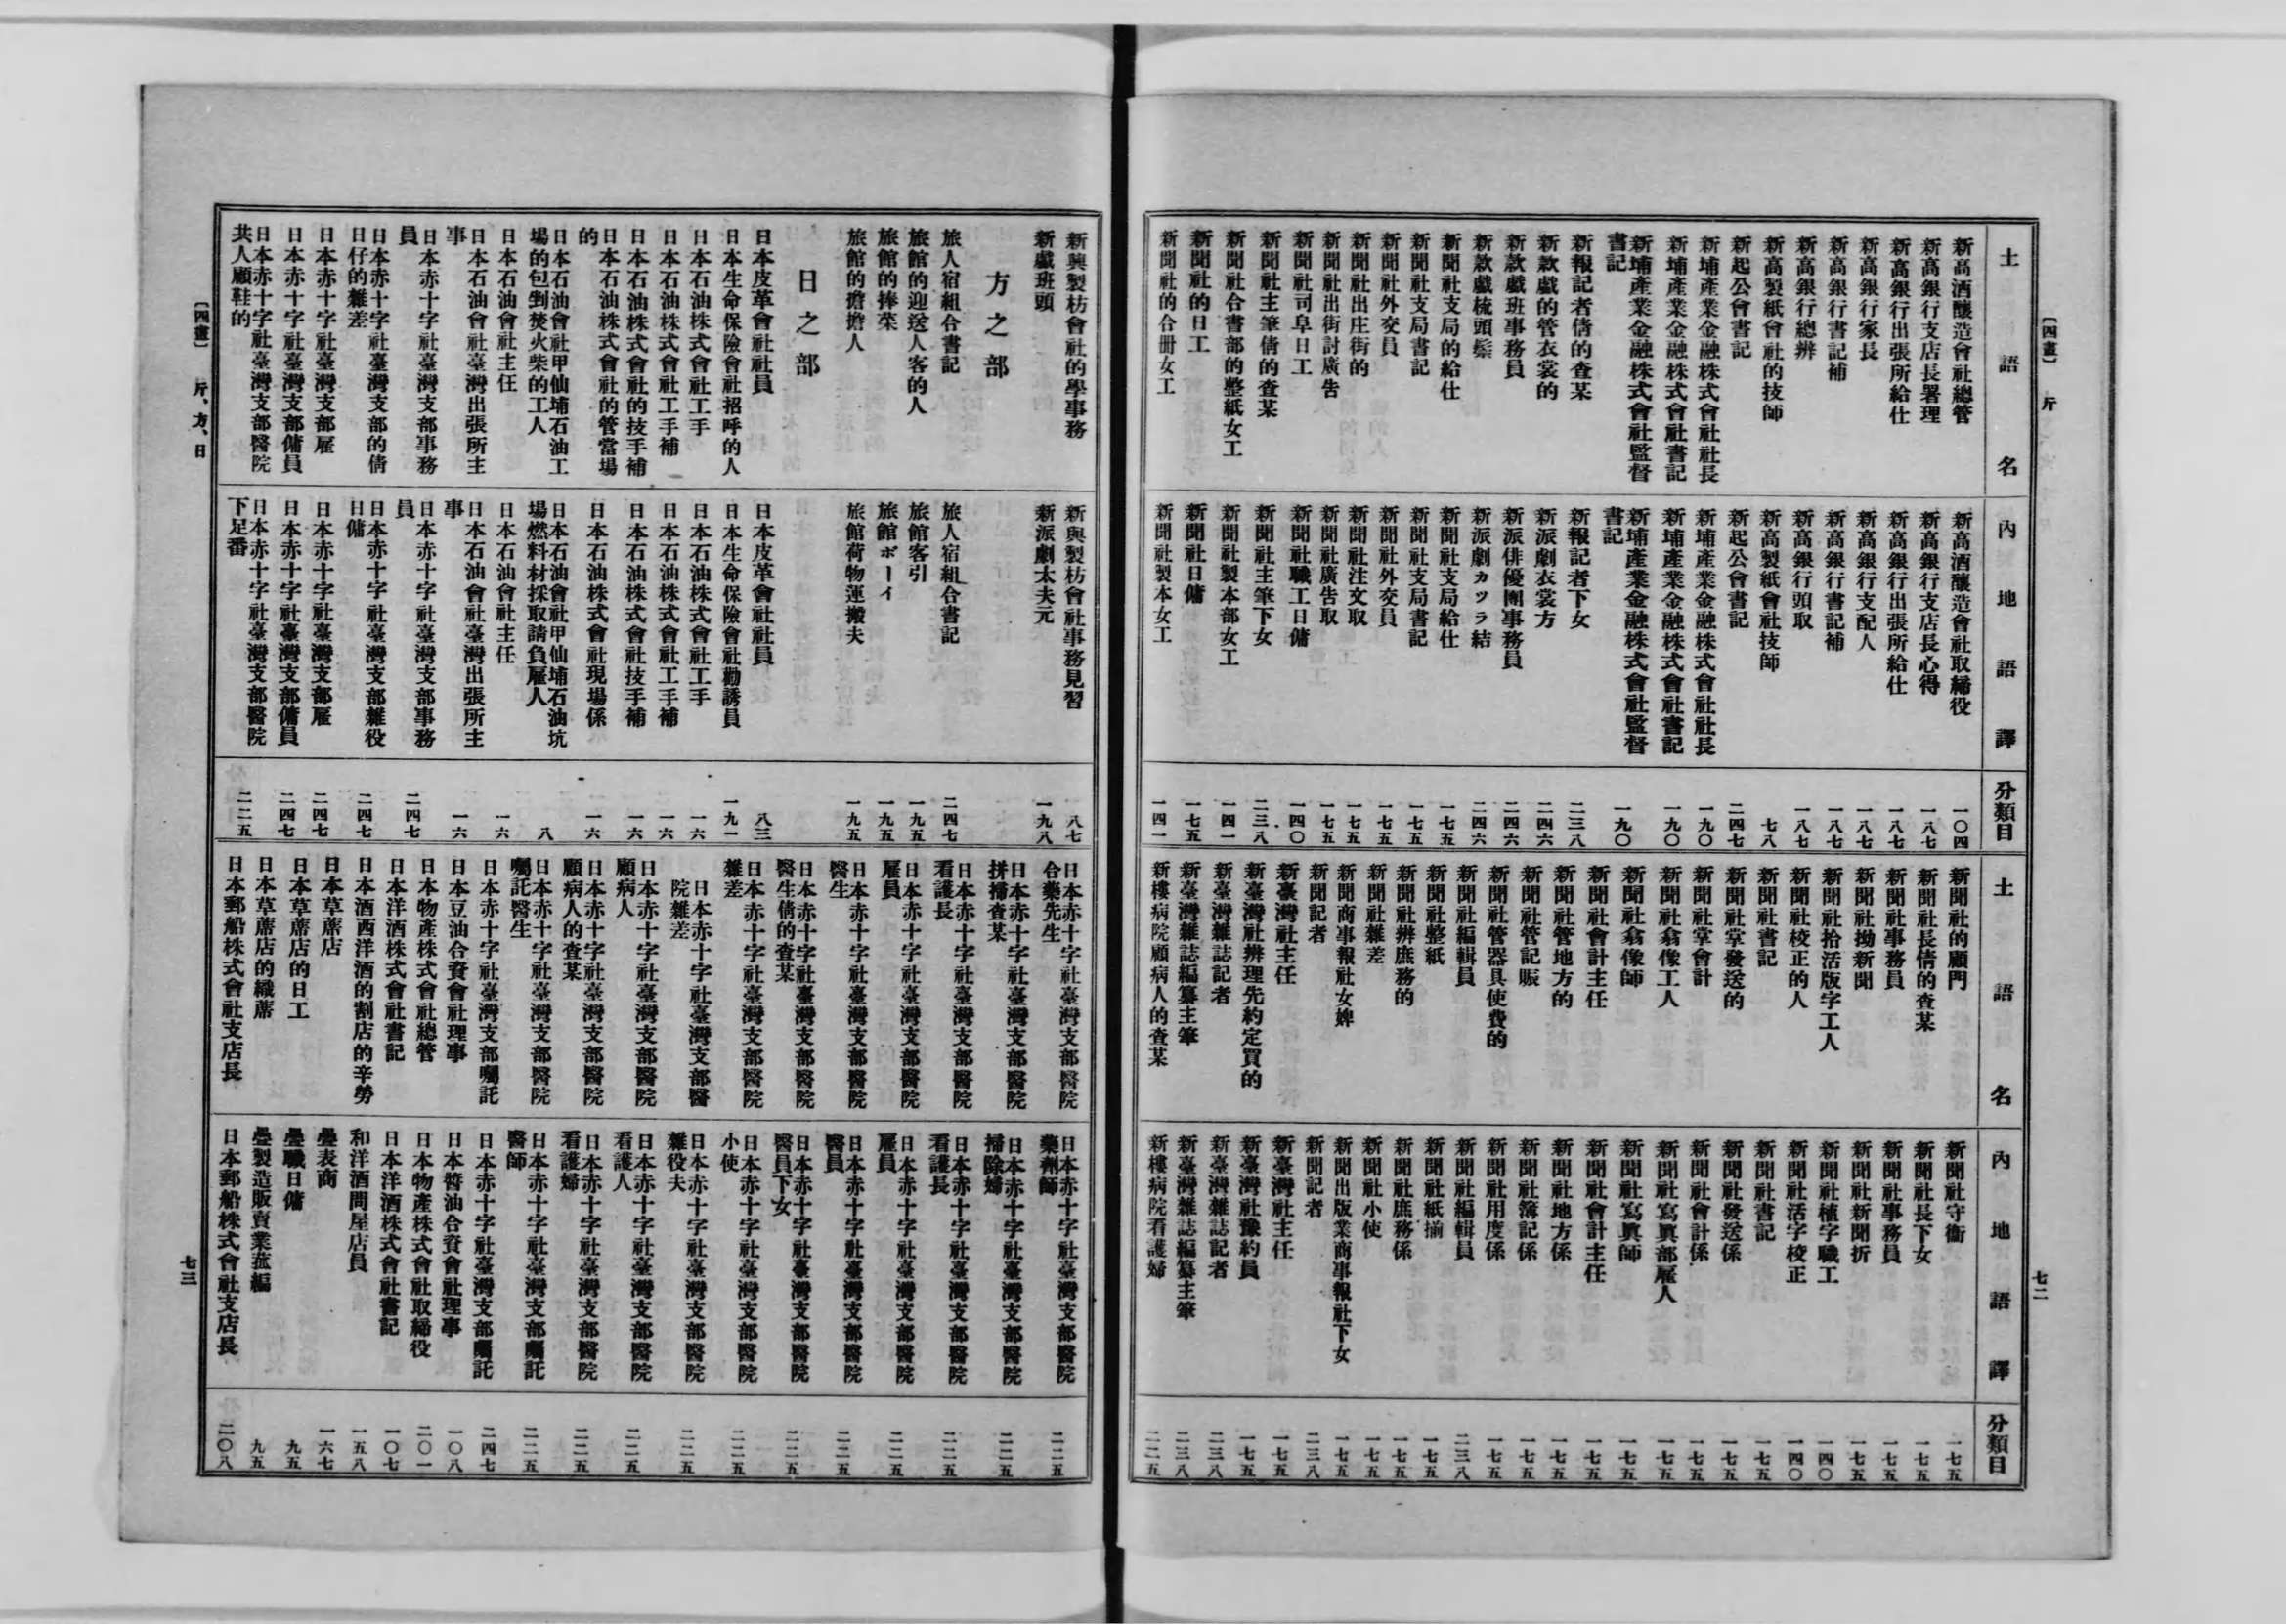 〔四畫〕 斤
七二
土語名
新高酒釀造會社總管
新高銀行支店長署理
新高銀行出張所給仕
新高銀行家長
新高銀行書記補
新高銀行總辨
新高製紙會社的技師
新起公會書記
新埔產業金融株式會社社長
新埔產業金融株式會社書記
新埔產業金融株式會社監督
書記
新報記者倩的查某
新款戲的管衣裳的
新款戲班事務員
新款戲梳頭鬃
新聞社支局的給仕
新聞社支局書記
新聞社外交員
新聞社出庄街的
新聞社出街討廣告
新聞社司阜日工
新聞社主筆倩的查某
新聞社合書部的整紙女工
新聞社的日工
新聞社的合冊女工
內地語譯
新高酒釀造會社取締役
新高銀行支店長心得
新高銀行出張所給仕
新高銀行支配人
新高銀行書記補
新高銀行頭取
新高製紙會社技師
新起公會書記
新埔產業金融株式會社社長
新埔產業金融株式會社書記
新埔產業金融株式會社監督
書記
新報記者下女
新派劇衣裳方
新派俳優團事務員
新派劇カツラ結
新聞社支局給仕
新聞社支局書記
新聞社外交員
新聞社注文取
新聞社廣告取
新聞社職工日傭
新聞社主筆下女
新聞社製本部女工
新聞社日傭
新聞社製本女工
分類目
一〇四
一八七
一八七
一八七
一八七
一八七
七八
二四七
一九〇
一九〇
一九〇
二三八
二四六
二四六
二四六
一七五
一七五
一七五
一七五
一七五
一四〇
二三八
一四一
一七五
一四一
土語名
新聞社的顧門
新聞社長倩的查某
新聞社事務員
新聞社拗新聞
新聞社拾活版字工人
新聞社校正的人
新聞社書記
新聞社掌發送的
新聞社掌會計
新聞社翕像工人
新聞社翕像師
新聞社會計主任
新聞社管地方的
新聞社管記賬
新聞社管器具使費的
新聞社編輯員
新聞社整紙
新聞社辨庶務的
新聞社雜差
新聞商事報社女婢
新聞記者
新臺灣社主任
新臺灣社辨理先約定買的
新臺灣雜誌記者
新臺灣雜誌編纂主筆
新樓病院顧病人的查某
內地語譯
新聞社守衞
新聞社長下女
新聞社事務員
新聞社新聞折
新聞社植字職工
新聞社活字校正
新聞社書記
新聞社發送係
新聞社會計係
新聞社寫眞部雇人
新聞社寫眞師
新聞社會計主任
新聞社地方係
新聞社簿記係
新聞社用度係
新聞社編輯員
新聞社紙揃
新聞社庶務係
新聞社小使
新聞出版業商事報社下女
新聞記者
新臺灣社主任
新臺灣社豫約員
新臺灣雜誌記者
新臺灣雜誌編纂主筆
新樓病院看護婦
分類目
一七五
一七五
一七五
一七五
一四〇
一四〇
一七五
一七五
一七五
一七五
一七五
一七五
一七五
一七五
一七五
二三八
一七五
一七五
一七五
一七五
二三八
一七五
一七五
二三八
二三八
二二五
新興製枋會社的學事務
新戲班頭
方之部
旅人宿組合書記
旅館的迎送人客的人
旅館的捧菜
旅館的擔擔人
日之部
日本皮革會社社員
日本生命保險會社招呼的人
日本石油株式會社工手
日本石油株式會社工手補
日本石油株式會社的技手補
日本石油株式會社的管當場
的
日本石油會社甲仙埔石油工
場的包剉焚火柴的工人
日本石油會社主任
日本石油會社臺灣出張所主
事
日本赤十字社臺灣支部事務
員
日本赤十字社臺灣支部的倩
日仔的雜差
日本赤十字社臺灣支部雇
日本赤十字社臺灣支部傭員
日本赤十字社臺灣支部醫院
共人顧鞋的
新興製枋會社事務見習
新派劇太夫元
旅人宿組合書記
旅館客引
旅館ボーイ
旅館荷物運搬夫
日本皮革會社社員
日本生命保險會社勸誘員
日本石油株式會社工手
日本石油株式會社工手補
日本石油株式會社技手補
日本石油株式會社現場係
日本石油會社甲仙埔石油坑
場燃料材採取請負雇人
日本石油會社主任
日本石油會社臺灣出張所主
事
日本赤十字社臺灣支部事務
員
日本赤十字社臺灣支部雜役
日傭
日本赤十字社臺灣支部雇
日本赤十字社臺灣支部傭員
日本赤十字社臺灣支部醫院
下足番
八七
一九八
二四七
一九五
一九五
一九五
八三
一九一
一六
一六
一六
一六
八
一六
一六
二四七
二四七
二四七
二四七
二二五
日本赤十字社臺灣支部醫院
合藥先生
日本赤十字社臺灣支部醫院
拼掃查某
日本赤十字社臺灣支部醫院
看護長
日本赤十字社臺灣支部醫院
雇員
日本赤十字社臺灣支部醫院
醫生
日本赤十字社臺灣支部醫院
醫生倩的查某
日本赤十字社臺灣支部醫院
雜差
日本赤十字社臺灣支部醫
院雜差
日本赤十字社臺灣支部醫院
顧病人
日本赤十字社臺灣支部醫院
顧病人的查某
日本赤十字社臺灣支部醫院
囑託醫生
日本赤十字社臺灣支部囑託
日本豆油合資會社理事
日本物產株式會社總管
日本洋酒株式會社書記
日本酒西洋酒的割店的辛勞
日本草蓆店
日本草蓆店的日工
日本草蓆店的織蓆
日本郵船株式會社支店長
日本赤十字社臺灣支部醫院
藥劑師
日本赤十字社臺灣支部醫院
掃除婦
日本赤十字社臺灣支部醫院
看護長
日本赤十字社臺灣支部醫院
雇員
日本赤十字社臺灣支部醫院
醫員
日本赤十字社臺灣支部醫院
醫員下女
日本赤十字社臺灣支部醫院
小使
日本赤十字社臺灣支部醫院
雜役夫
日本赤十字社臺灣支部醫院
看護人
日本赤十字社臺灣支部醫院
看護婦
日本赤十字社臺灣支部囑託
醫師
日本赤十字社臺灣支部囑託
日本醬油合資會社理事
日本物產株式會社取締役
日本洋酒株式會社書記
和洋酒問屋店員
疊表商
疊職日傭
疊製造販賣業菰編
日本郵船株式會社支店長
二二五
二二五
二二五
二二五
二二五
二二五
二二五
二二五
二二五
二二五
二二五
二四七
一〇八
二〇一
一〇七
一五八
一六七
九五
九五
二〇八
〔四畫〕 斤、方、日
七三